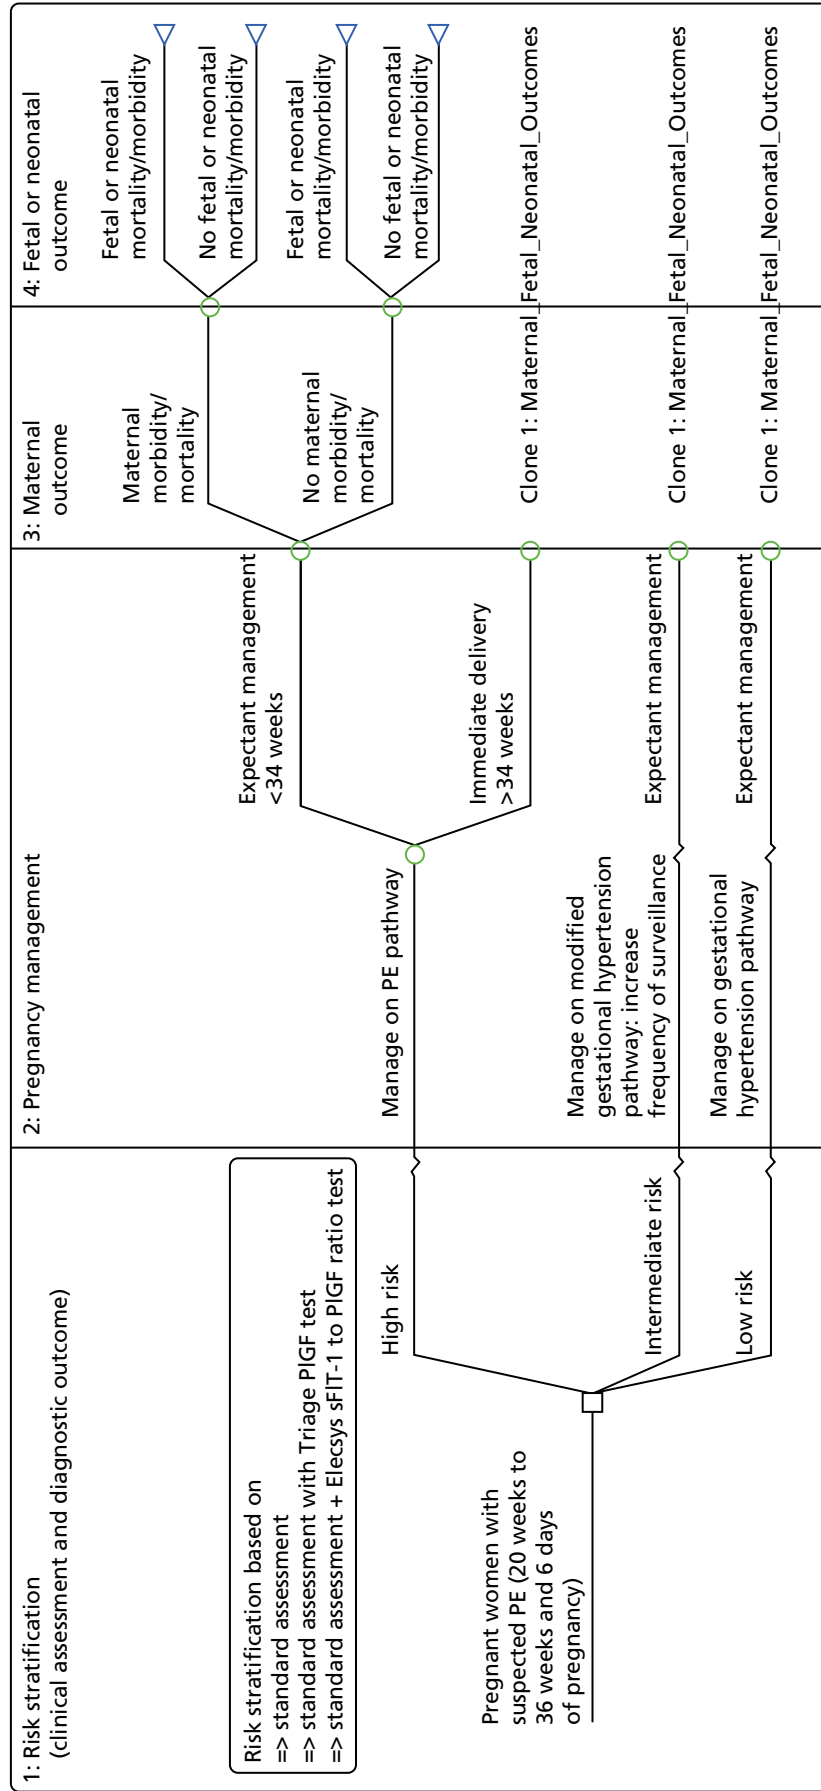 1: Risk stratification
(clinical assessment and diagnostic outcome)
Risk stratification based on
=> standard assessment
=> standard assessment with Triage PlGF test
=> standard assessment + Elecsys sFlT-1 to PlGF ratio test
Pregnant women with
suspected PE (20 weeks to
36 weeks and 6 days
of pregnancy)
High risk
Intermediate risk
Low risk
2: Pregnancy management
Manage on PE pathway
Expectant management
<34 weeks
Immediate delivery
>34 weeks
Manage on modified
gestational hypertension
pathway: increase
frequency of surveillance
Expectant management
Manage on gestational
hypertension pathway
Expectant management
3: Maternal
outcome
Maternal
morbidity/
mortality
No maternal
morbidity/
mortality
4: Fetal or neonatal
outcome
Fetal or neonatal
mortality/morbidity
No fetal or neonatal
mortality/morbidity
Fetal or neonatal
mortality/morbidity
No fetal or neonatal
mortality/morbidity
Clone 1: Maternal_Fetal_Neonatal_Outcomes
Clone 1: Maternal_Fetal_Neonatal_Outcomes
Clone 1: Maternal_Fetal_Neonatal_Outcomes